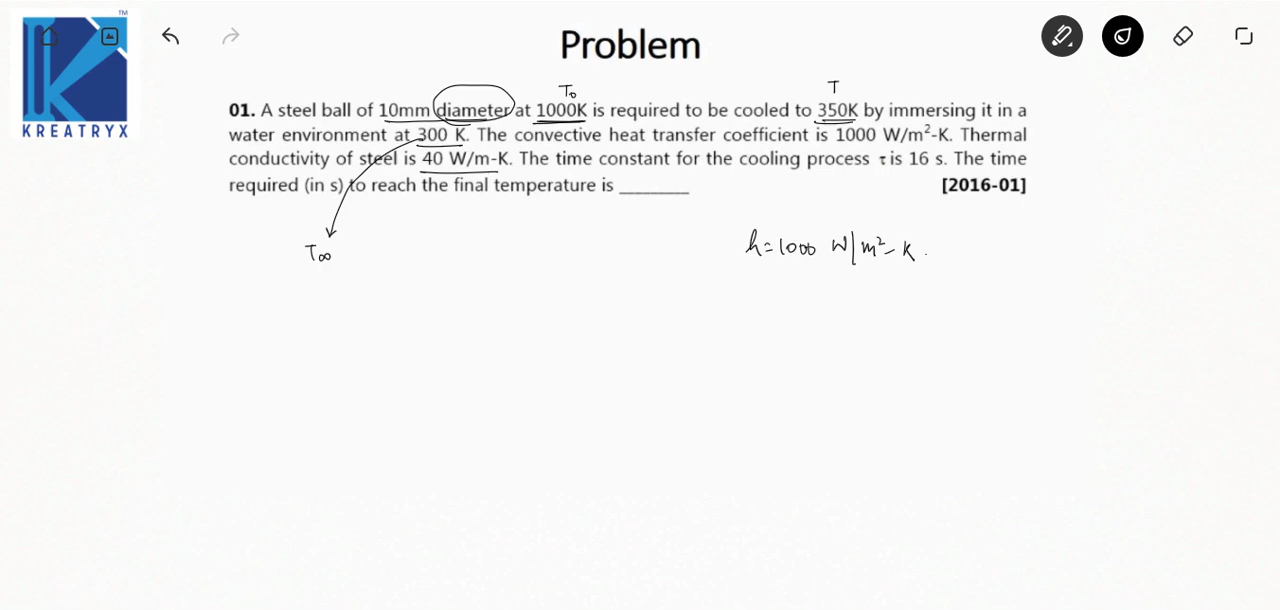 TM
KREATRYX
Problem
T₀ T
01. A steel ball of 10mm diameter at 1000K is required to be cooled to 350K by immersing it in a
water environment at 300 K. The convective heat transfer coefficient is 1000 W/m²-K. Thermal
conductivity of steel is 40 W/m-K. The time constant for the cooling process τ is 16 s. The time
required (in s) to reach the final temperature is ________ [2016-01]
T∞ h=1000 W/m²-K.